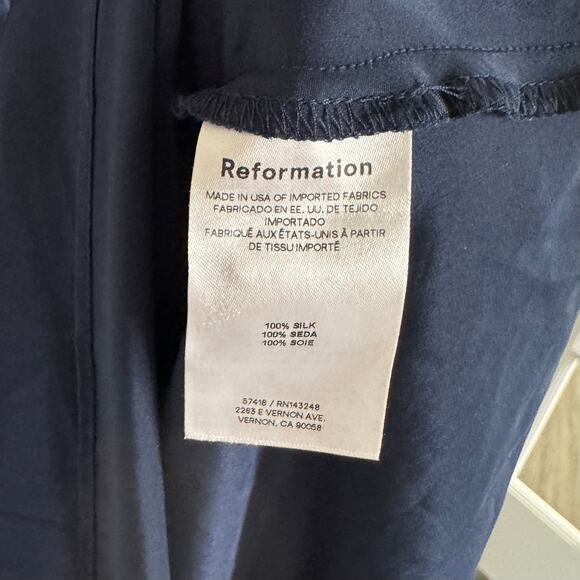 Reformation
MADE IN USA OF IMPORTED FABRICS
FABRICADO EN EE. UU. DE TEJIDO
IMPORTADO
FABRIQUÉ AUX ÉTATS-UNIS À PARTIR
DE TISSU IMPORTÉ
100% SILK
100% SEDA
100% SOIE
57418 / RN143248
2263 E VERNON AVE.
VERNON, CA 90058